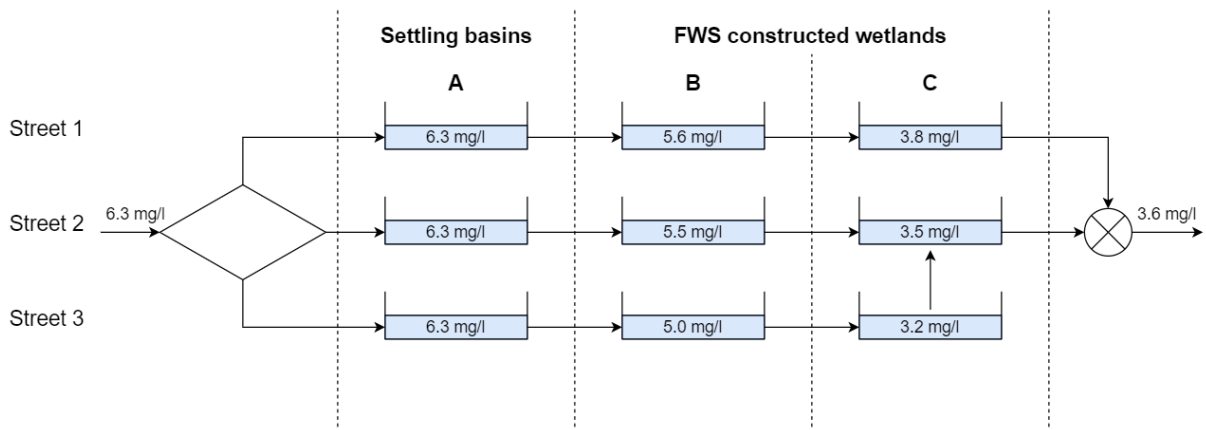 Settling basins
FWS constructed wetlands
A
B
C
Street 1
6.3 mg/l
5.6 mg/l
3.8 mg/l
6.3 mg/l
Street 2
6.3 mg/l
5.5 mg/l
3.5 mg/l
3.6 mg/l
Street 3
6.3 mg/l
5.0 mg/l
3.2 mg/l